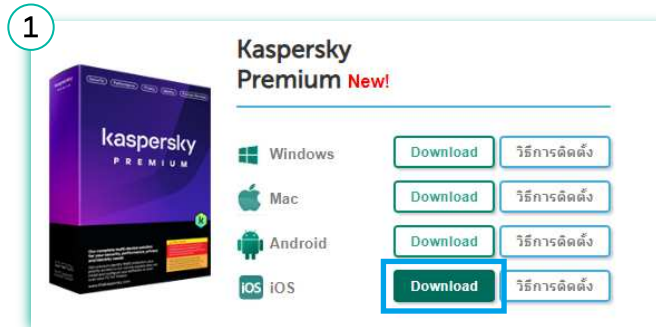 1
Kaspersky
Premium New!
kaspersky
PREMIUM
Windows Download วิธีการติดตั้ง
Mac Download วิธีการติดตั้ง
Android Download วิธีการติดตั้ง
iOS iOS Download วิธีการติดตั้ง